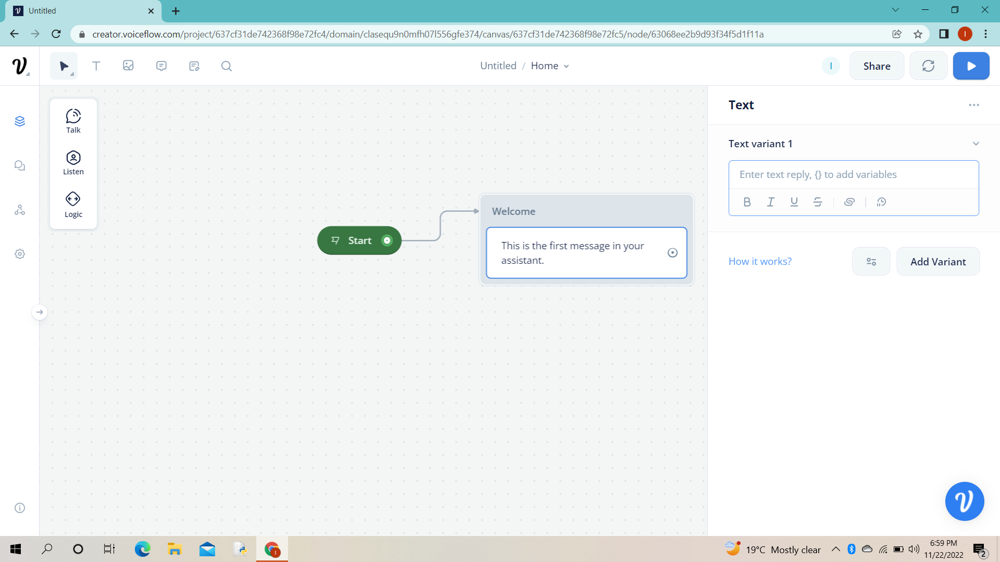 Untitled
creator.voiceflow.com/project/637cf31de742368f98e72fc4/domain/clasequ9n0mfh07l556gfe374/canvas/637cf31de742368f98e72fc5/node/63068ee2b9d93f34f5d1f11a
I
Untitled / Home
I
Share
Talk
Listen
Logic
Start
Welcome
This is the first message in your
assistant.
Text
Text variant 1
Enter text reply, {} to add variables
B I U S
How it works?
Add Variant
19°C Mostly clear
6:59 PM
11/22/2022
2